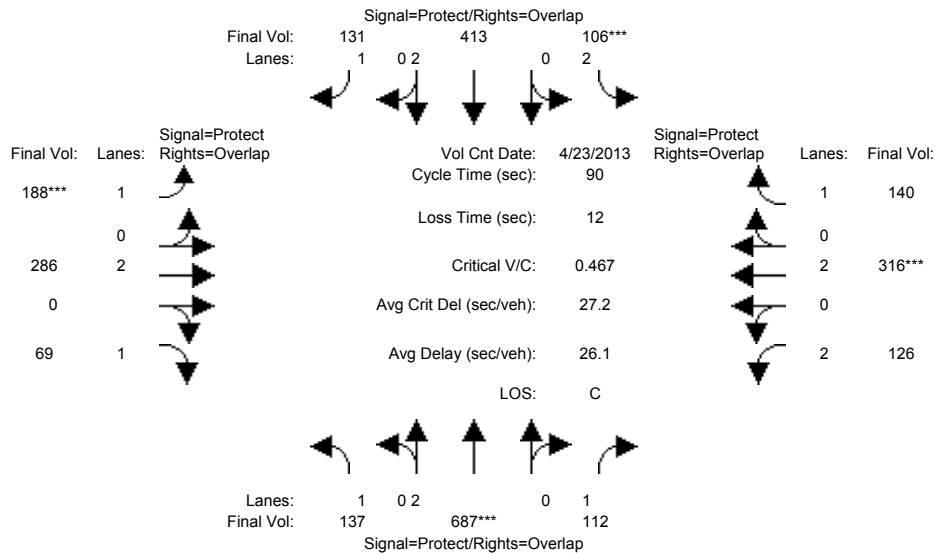 Signal=Protect/Rights=Overlap
Final Vol: 131 413 106***
Lanes: 1 0 2 0 2
Signal=Protect Signal=Protect
Final Vol: Lanes: Rights=Overlap Vol Cnt Date: 4/23/2013 Rights=Overlap Lanes: Final Vol:
Cycle Time (sec): 90
188*** 1 1 140
Loss Time (sec): 12
0 0
286 2 Critical V/C: 0.467 2 316***
0 Avg Crit Del (sec/veh): 27.2 0
69 1 Avg Delay (sec/veh): 26.1 2 126
LOS: C
Lanes: 1 0 2 0 1
Final Vol: 137 687*** 112
Signal=Protect/Rights=Overlap